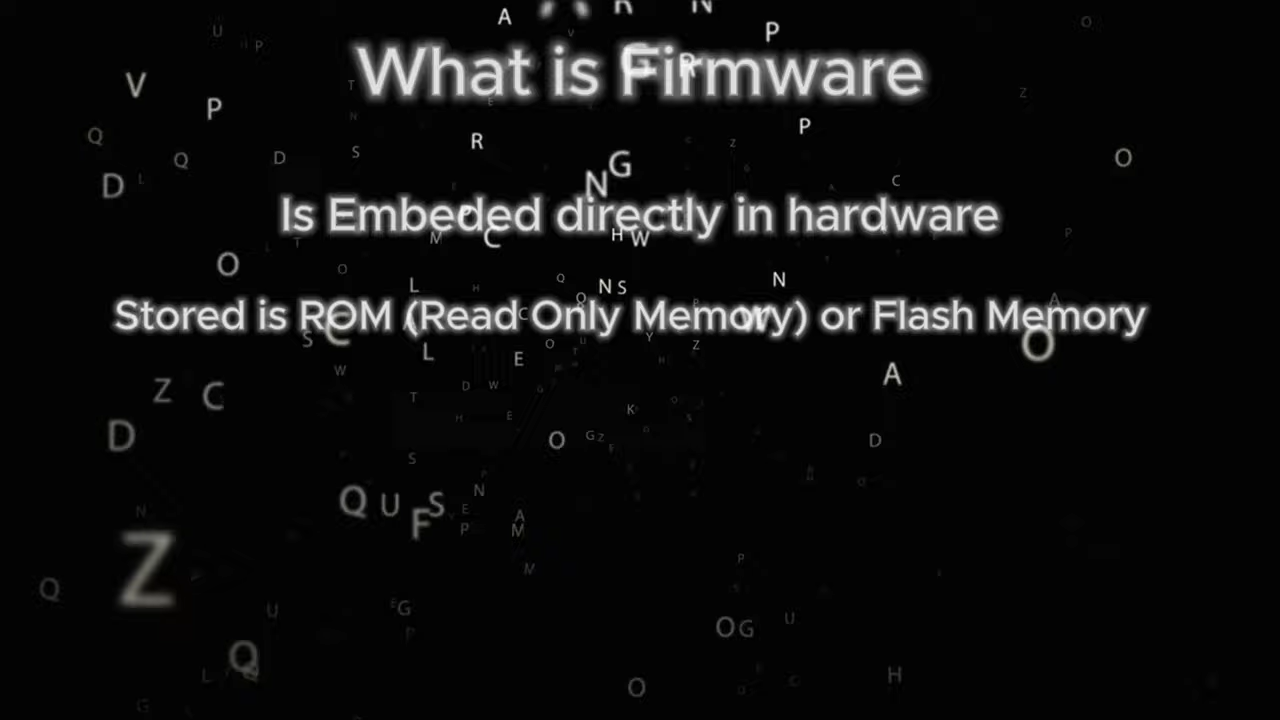 What is Firmware
Is Embeded directly in hardware
Stored is ROM (Read Only Memory) or Flash Memory